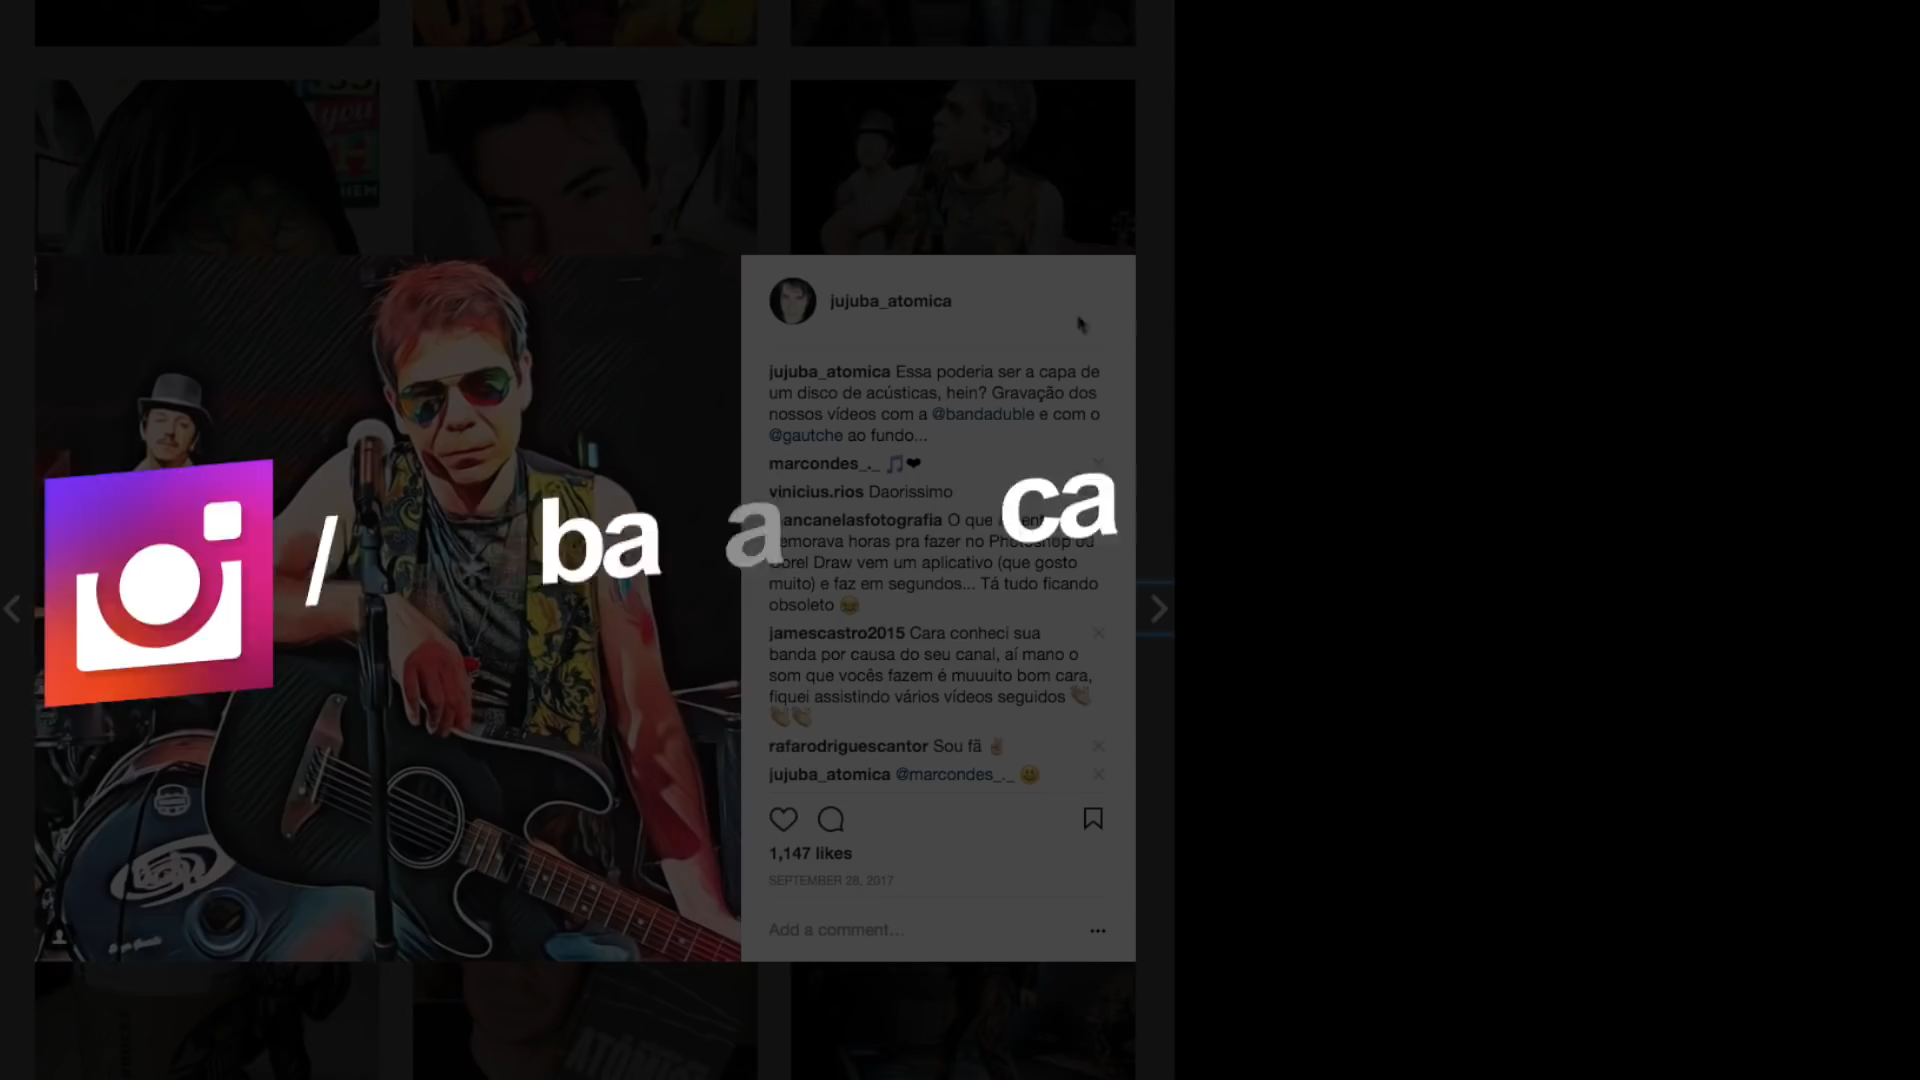 you
jujuba_atomica
jujuba_atomica Essa poderia ser a capa de
um disco de acústicas, hein? Gravação dos
nossos vídeos com a @bandaduble e com o
@gautche ao fundo...
marcondes_._ 🎵❤
vinicius.rios Daorissimo
/ ba a ca
O que
demorava horas pra fazer no Photoshop ou
Corel Draw vem um aplicativo (que gosto
muito) e faz em segundos... Tá tudo ficando
obsoleto 😂
jamescastro2015 Cara conheci sua
banda por causa do seu canal, aí mano o
som que vocês fazem é muuuito bom cara,
fiquei assistindo vários vídeos seguidos 👏🏼
👏🏼👏🏼
rafarodriguescantor Sou fã ✌🏼
jujuba_atomica @marcondes_._ 😃
1,147 likes
SEPTEMBER 28, 2017
Add a comment...